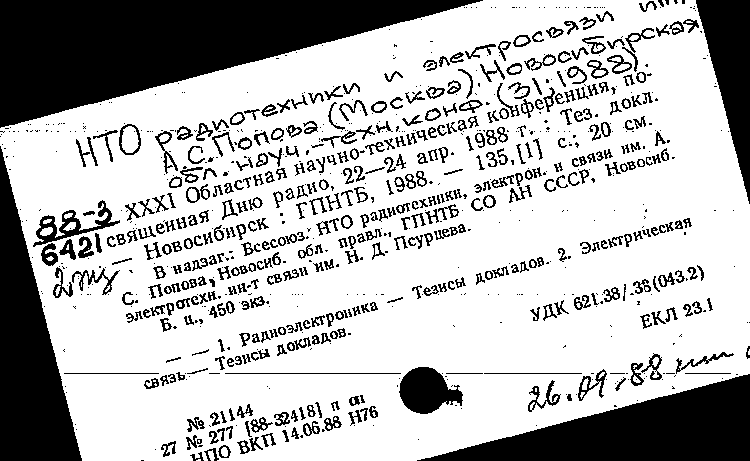 НТО радиотехники и электросвязи им.
А.С. Попова (Москва). Новосибирская
обл. науч.-техн. конф. (31; 1988).
88-3
6421
XXXI Областная научно-техническая конференция, по-
священная Дню радио, 22—24 апр. 1988 г. : Тез. докл.
— Новосибирск : ГПНТБ, 1988. — 135,[1] с.; 20 см.
В надзаг.: Всесоюз. НТО радиотехники, электрон. и связи им. А.
С. Попова, Новосиб. обл. правл., ГПНТБ СО АН СССР, Новосиб.
электротехн. ин-т связи им. Н. Д. Псурцева.
Б. ц., 450 экз.
— — 1. Радиоэлектроника — Тезисы докладов. 2. Электрическая
связь — Тезисы докладов.
УДК 621.38/.39(043.2)
ЕКЛ 23.1
№ 21144
27 № 277 [88-32418] п он
НПО ВКП 14.06.88 Н76
26.09.88